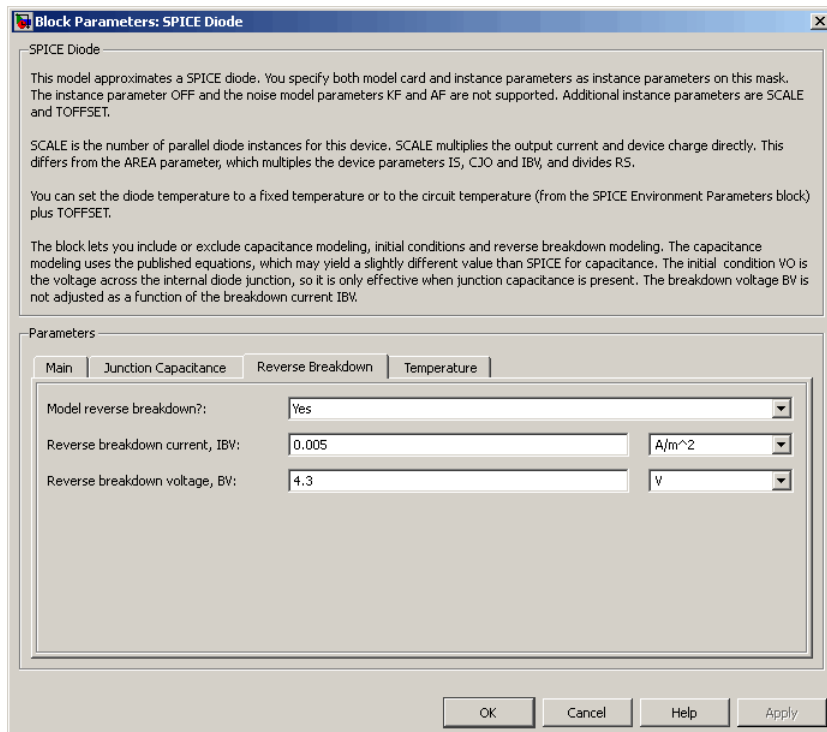 Block Parameters: SPICE Diode
SPICE Diode
This model approximates a SPICE diode. You specify both model card and instance parameters as instance parameters on this mask.
The instance parameter OFF and the noise model parameters KF and AF are not supported. Additional instance parameters are SCALE
and TOFFSET.
SCALE is the number of parallel diode instances for this device. SCALE multiplies the output current and device charge directly. This
differs from the AREA parameter, which multiples the device parameters IS, CJO and IBV, and divides RS.
You can set the diode temperature to a fixed temperature or to the circuit temperature (from the SPICE Environment Parameters block)
plus TOFFSET.
The block lets you include or exclude capacitance modeling, initial conditions and reverse breakdown modeling. The capacitance
modeling uses the published equations, which may yield a slightly different value than SPICE for capacitance. The initial condition VO is
the voltage across the internal diode junction, so it is only effective when junction capacitance is present. The breakdown voltage BV is
not adjusted as a function of the breakdown current IBV.
Parameters
Main Junction Capacitance Reverse Breakdown Temperature
Model reverse breakdown?: Yes
Reverse breakdown current, IBV: 0.005 A/m^2
Reverse breakdown voltage, BV: 4.3 V
OK Cancel Help Apply